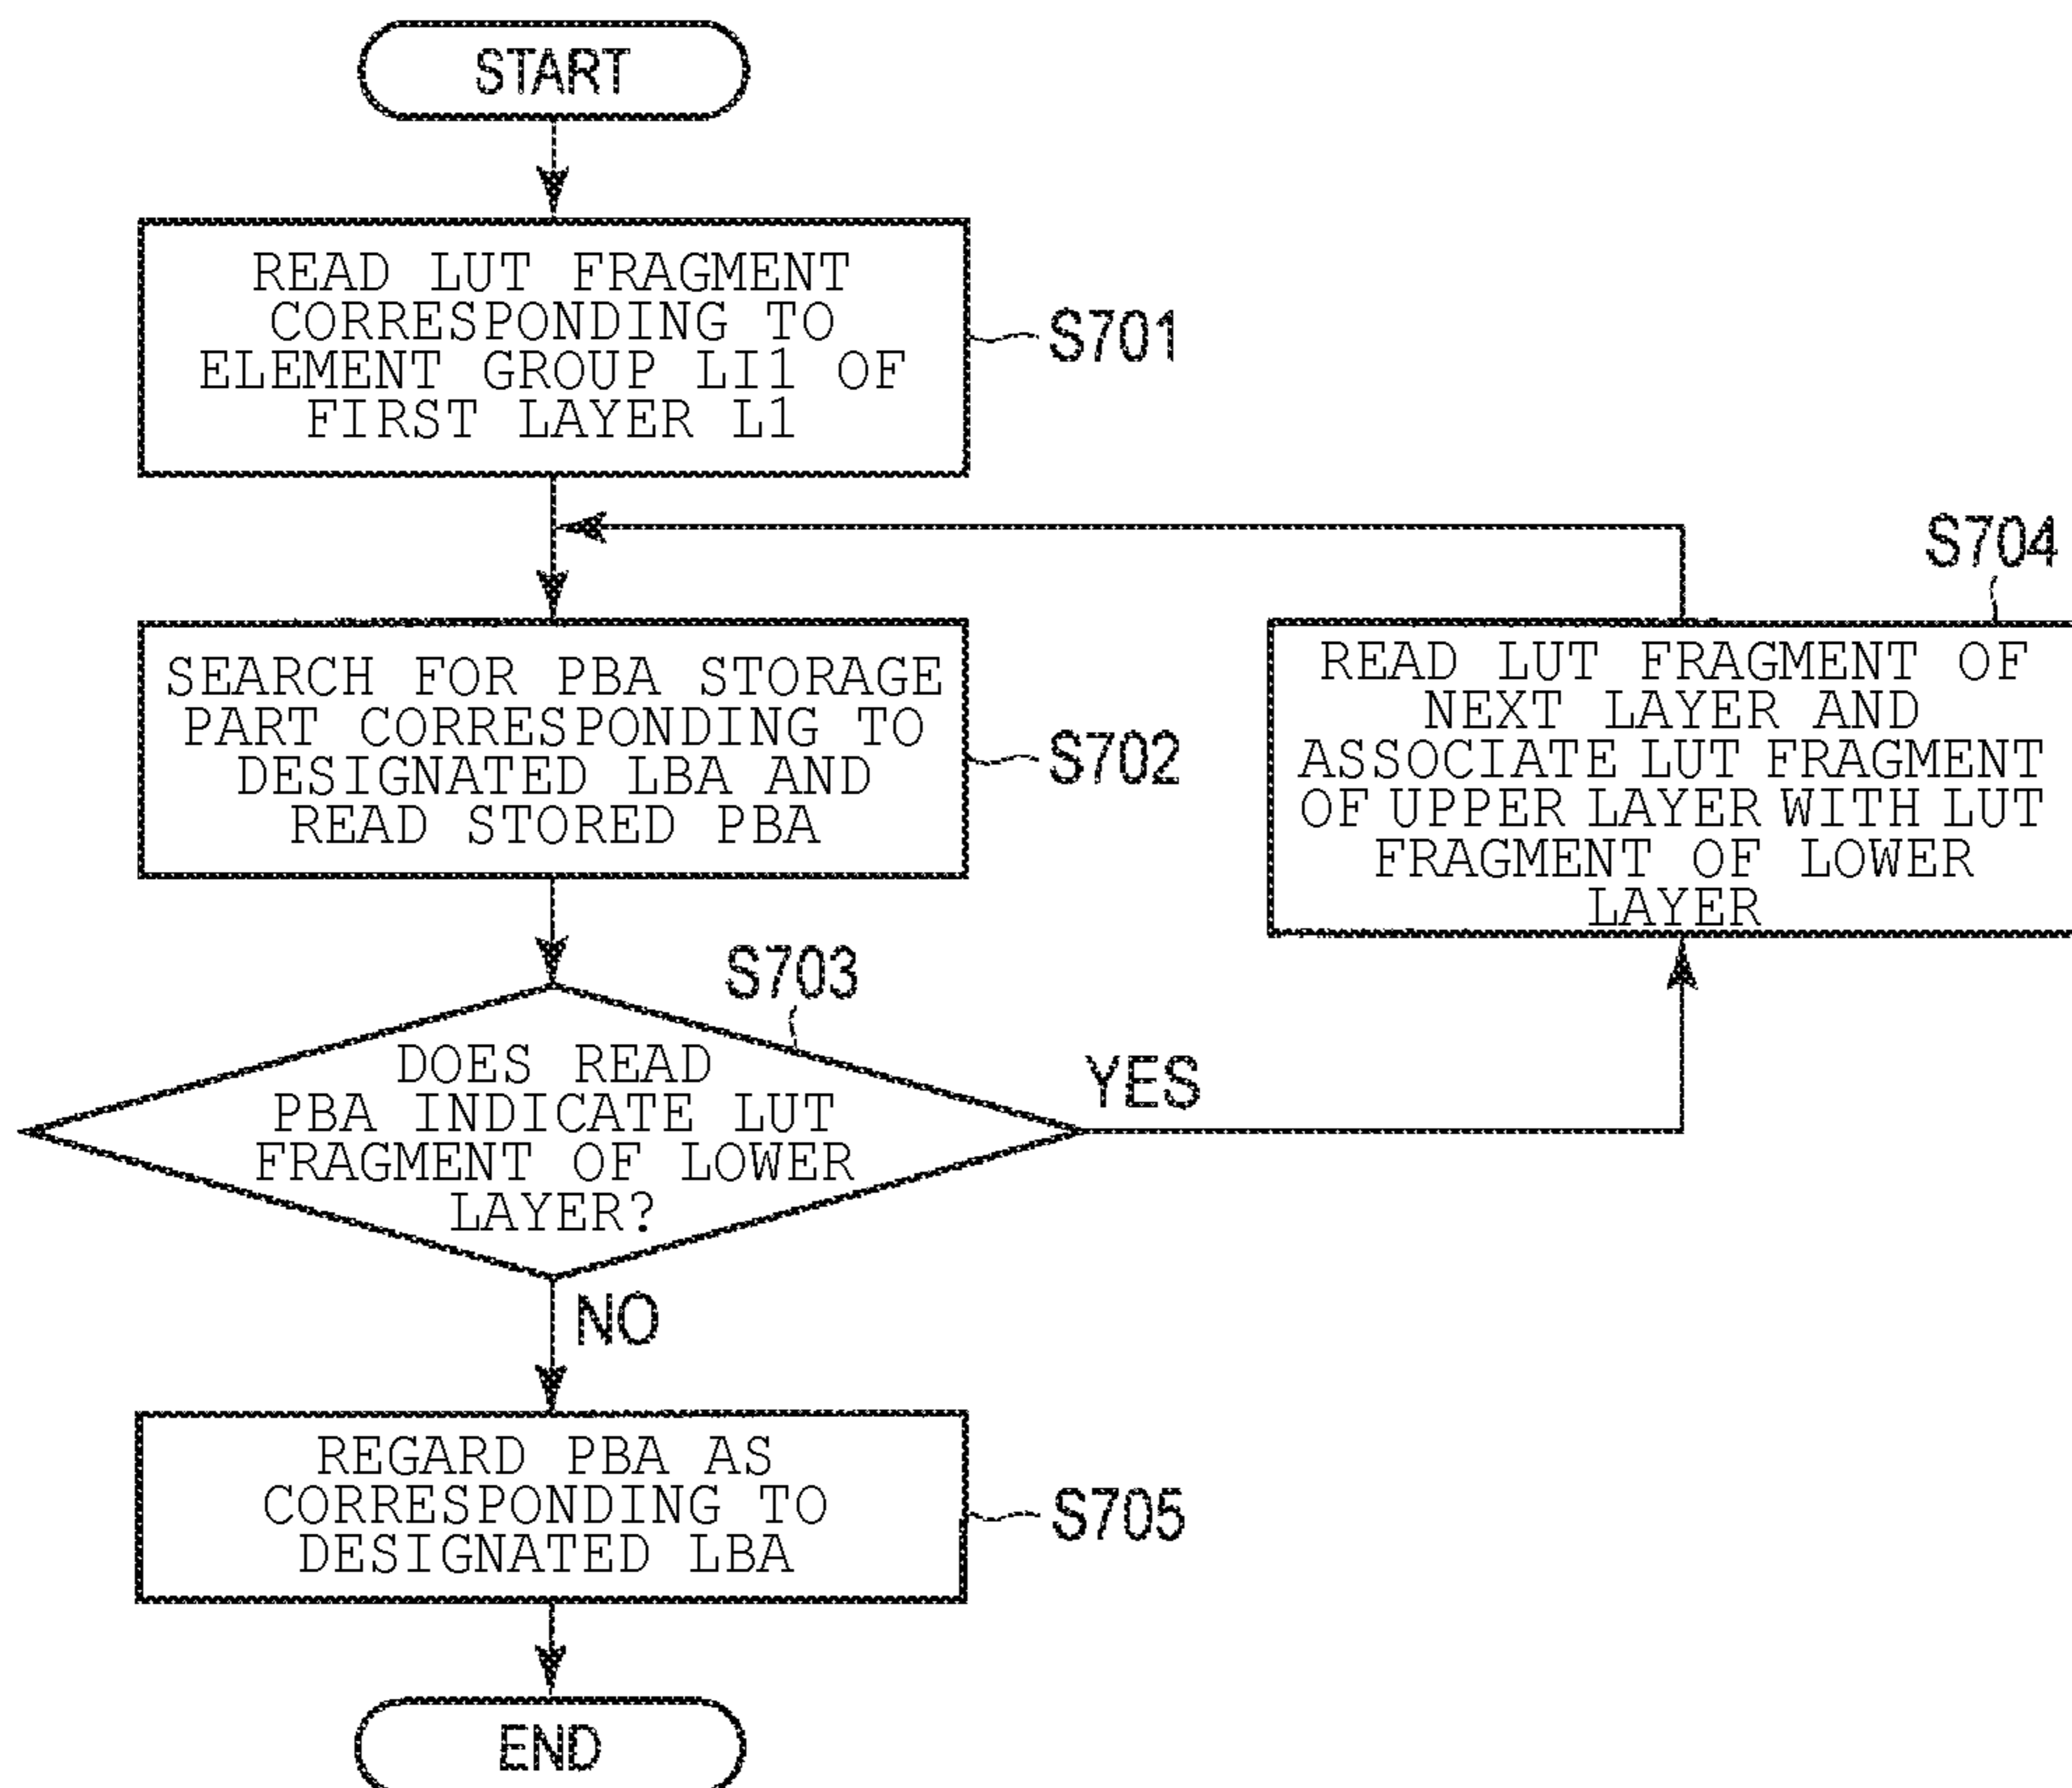 START
READ LUT FRAGMENT
CORRESPONDING TO
ELEMENT GROUP LI1 OF
FIRST LAYER L1
S701
SEARCH FOR PBA STORAGE
PART CORRESPONDING TO
DESIGNATED LBA AND
READ STORED PBA
S702
S704
READ LUT FRAGMENT OF
NEXT LAYER AND
ASSOCIATE LUT FRAGMENT
OF UPPER LAYER WITH LUT
FRAGMENT OF LOWER
LAYER
S703
DOES READ
PBA INDICATE LUT
FRAGMENT OF LOWER
LAYER?
YES
NO
REGARD PBA AS
CORRESPONDING TO
DESIGNATED LBA
S705
END